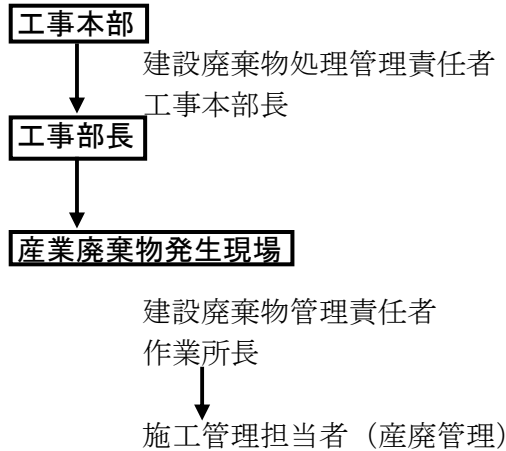 工事本部
建設廃棄物処理管理責任者
工事本部長
工事部長
産業廃棄物発生現場
建設廃棄物管理責任者
作業所長
施工管理担当者（産廃管理）